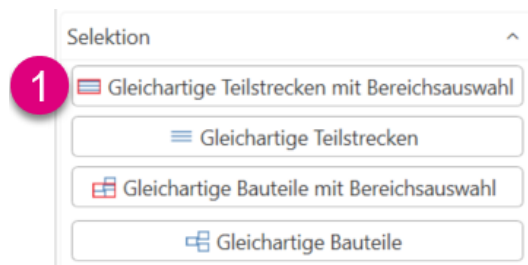 Selektion
1
Gleichartige Teilstrecken mit Bereichsauswahl
Gleichartige Teilstrecken
Gleichartige Bauteile mit Bereichsauswahl
Gleichartige Bauteile